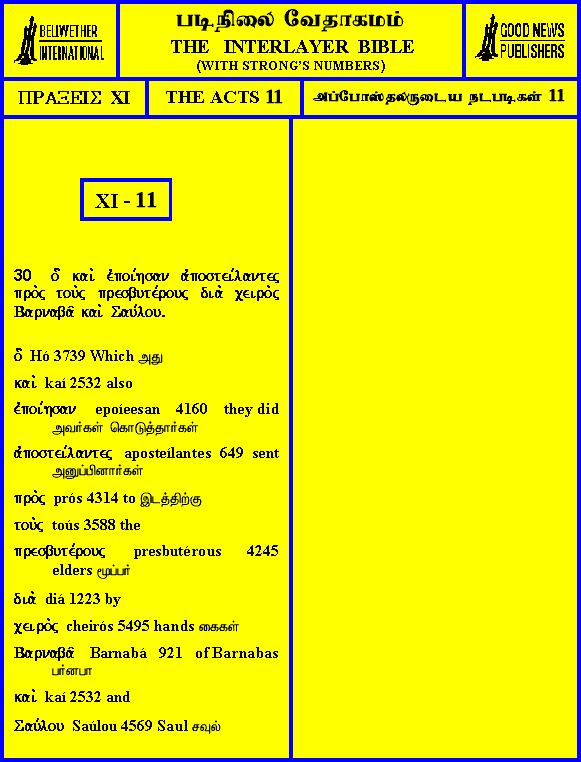 BELLWETHER
INTERNATIONAL
படிநிலை வேதாகமம்
THE INTERLAYER BIBLE
(WITH STRONG'S NUMBERS)
GOOD NEWS
PUBLISHERS
ΠΡΑΞΕΙΣ XI
THE ACTS 11
அப்போஸ்தலருடைய நடபடிகள் 11
XI - 11
30 ὃ καὶ ἐποίησαν ἀποστείλαντες
πρὸς τοὺς πρεσβυτέρους διὰ χειρὸς
Βαρναβᾶ καὶ Σαύλου.
ὃ Hó 3739 Which அது
καὶ kaí 2532 also
ἐποίησαν epoíeesan 4160 they did
அவர்கள் கொடுத்தார்கள்
ἀποστείλαντες aposteílantes 649 sent
அனுப்பினார்கள்
πρὸς prós 4314 to இடத்திற்கு
τοὺς toús 3588 the
πρεσβυτέρους presbutérous 4245
elders மூப்பர்
διὰ diá 1223 by
χειρὸς cheirós 5495 hands கைகள்
Βαρναβᾶ Barnabá 921 of Barnabas
பர்னபா
καὶ kaí 2532 and
Σαύλου Saúlou 4569 Saul சவுல்